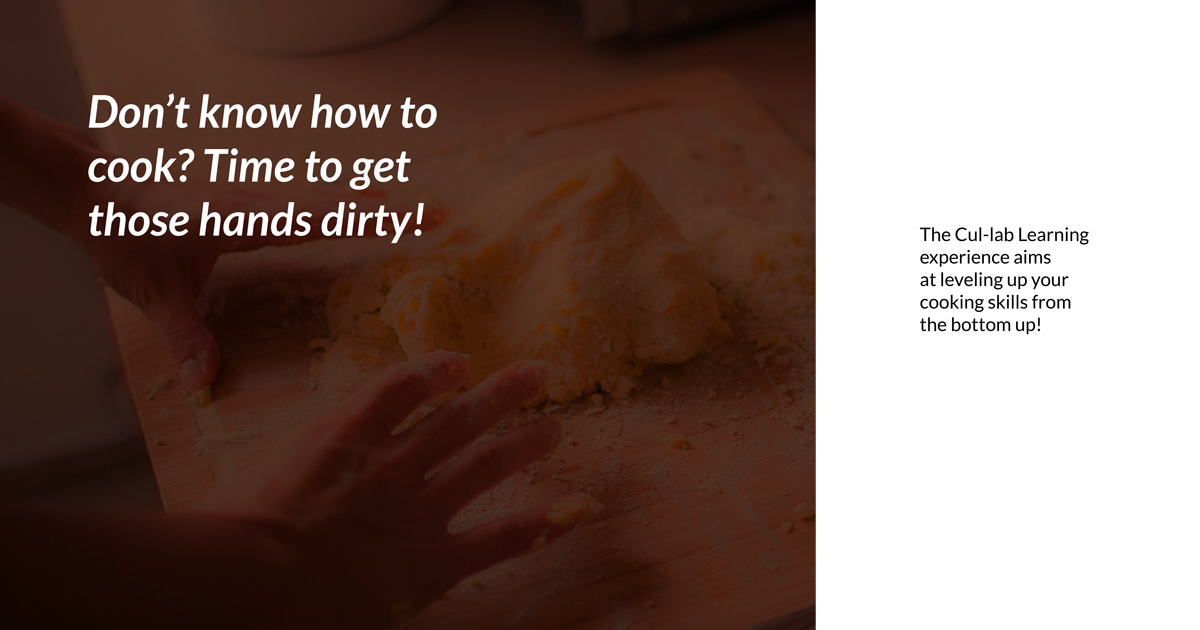 Don’t know how to
cook? Time to get
those hands dirty!
The Cul-lab Learning
experience aims
at leveling up your
cooking skills from
the bottom up!